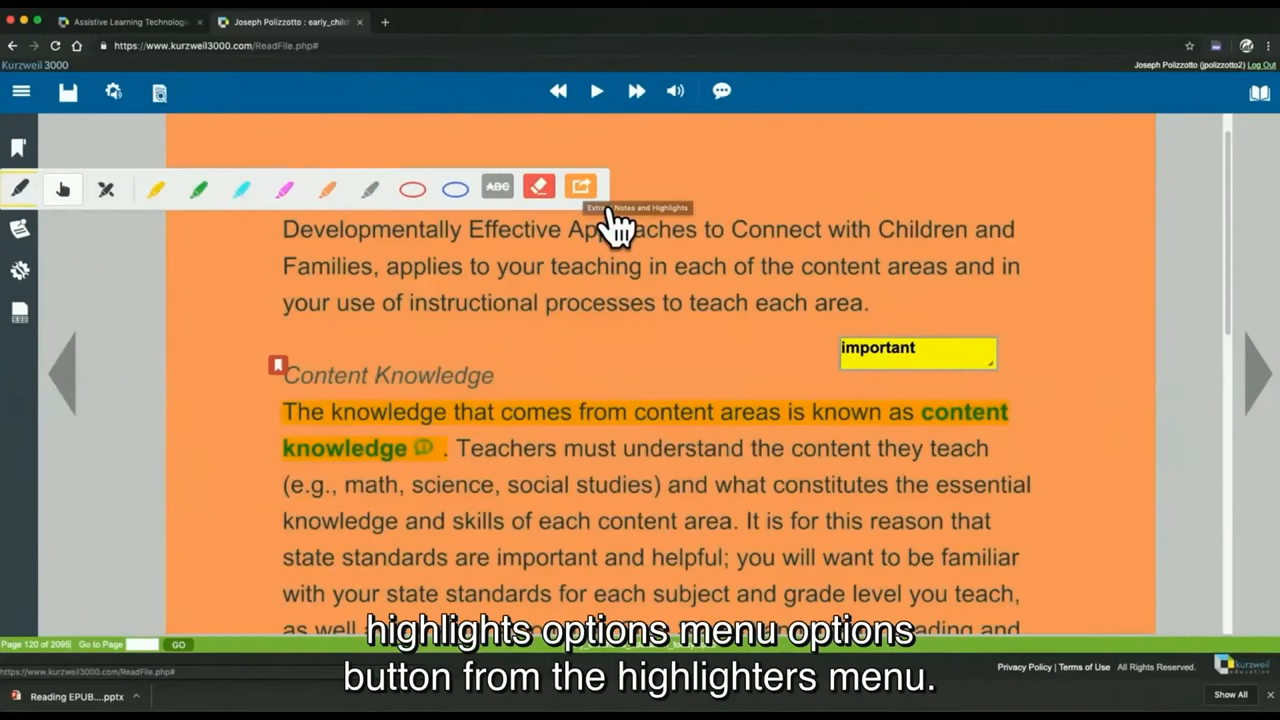 Assistive Learning Technologi
Joseph Polizzotto : early_child
https://www.kurzweil3000.com/ReadFile.php#
Kurzweil 3000
Joseph Polizzotto (jpolizzotto2) Log Out
ABC
Notes and Highlights
Developmentally Effective Approaches to Connect with Children and
Families, applies to your teaching in each of the content areas and in
your use of instructional processes to teach each area.
important
Content Knowledge
The knowledge that comes from content areas is known as content
knowledge . Teachers must understand the content they teach
(e.g., math, science, social studies) and what constitutes the essential
knowledge and skills of each content area. It is for this reason that
state standards are important and helpful; you will want to be familiar
with your state standards for each subject and grade level you teach,
as well
highlights options menu options
button from the highlighters menu.
Page 120 of 2095 Go to Page GO
https://www.kurzweil3000.com/ReadFile.php#
Privacy Policy | Terms of Use All Rights Reserved.
kurzweil
education
Reading EPUB....pptx
Show All